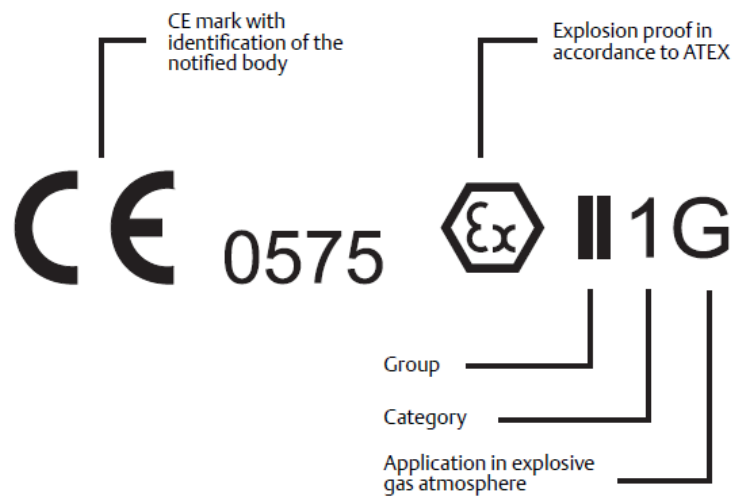 CE mark with
identification of the
notified body
Explosion proof in
accordance to ATEX
CE 0575 Ex II 1G
Group
Category
Application in explosive
gas atmosphere